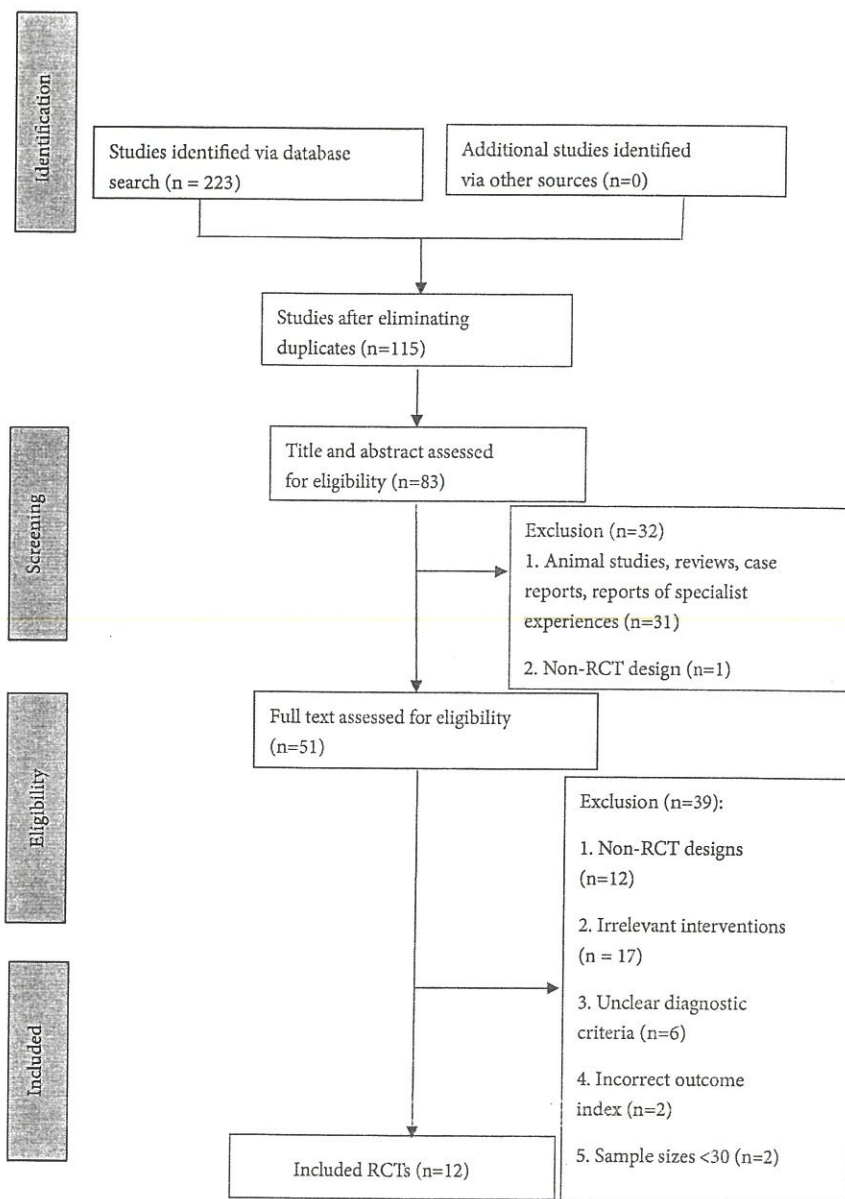 Identification
Studies identified via database
search (n = 223)
Additional studies identified
via other sources (n=0)
Studies after eliminating
duplicates (n=115)
Screening
Title and abstract assessed
for eligibility (n=83)
Exclusion (n=32)
1. Animal studies, reviews, case
reports, reports of specialist
experiences (n=31)
2. Non-RCT design (n=1)
Eligibility
Full text assessed for eligibility
(n=51)
Exclusion (n=39):
1. Non-RCT designs
(n=12)
2. Irrelevant interventions
(n = 17)
3. Unclear diagnostic
criteria (n=6)
4. Incorrect outcome
index (n=2)
5. Sample sizes <30 (n=2)
Included
Included RCTs (n=12)